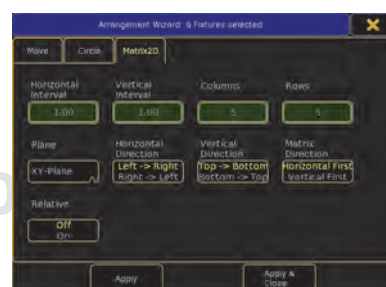 Arrangement Wizard: 6 Fixtures selected
Move Circle Matrix2D
Horizontal Interval Vertical Interval Columns Rows
1.00 1.00 6 6
Plane Horizontal Direction Vertical Direction Matrix Direction
XY-Plane Left -> Right Top -> Bottom Horizontal First
Right -> Left Bottom -> Top Vertical First
Relative
Off
On
Apply Apply & Close